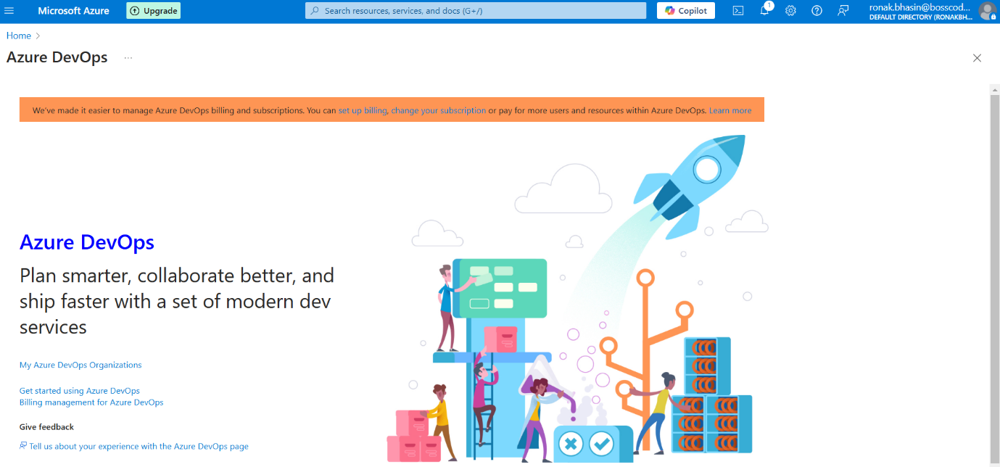 Microsoft Azure
Upgrade
Search resources, services, and docs (G+/)
Copilot
1
ronak.bhasin@bosscod...
DEFAULT DIRECTORY (RONAKBH...
Home
Azure DevOps
...
We've made it easier to manage Azure DevOps billing and subscriptions. You can set up billing, change your subscription or pay for more users and resources within Azure DevOps. Learn more
Azure DevOps
Plan smarter, collaborate better, and
ship faster with a set of modern dev
services
My Azure DevOps Organizations
Get started using Azure DevOps
Billing management for Azure DevOps
Give feedback
Tell us about your experience with the Azure DevOps page